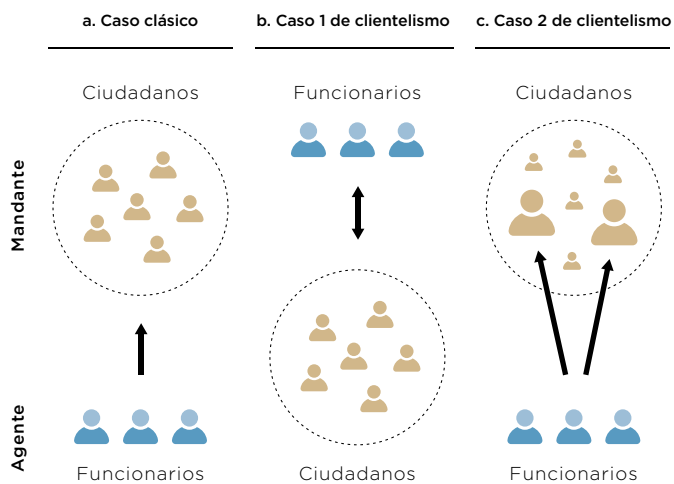 a. Caso clásico
b. Caso 1 de clientelismo
c. Caso 2 de clientelismo
Ciudadanos
Funcionarios
Ciudadanos
Mandante
Agente
Funcionarios
Ciudadanos
Funcionarios